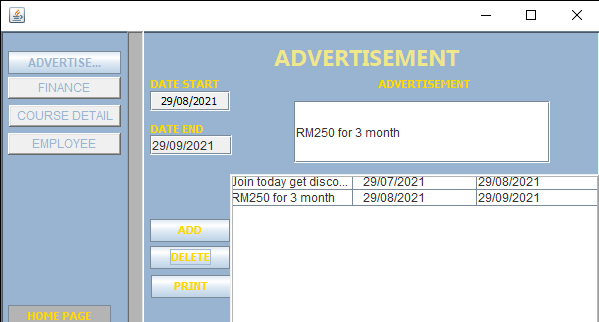 ADVERTISEMENT
ADVERTISE...
FINANCE
COURSE DETAIL
EMPLOYEE
HOME PAGE
DATE START
29/08/2021
DATE END
29/09/2021
ADVERTISEMENT
RM250 for 3 month
Join today get disco... 29/07/2021 29/08/2021
RM250 for 3 month 29/08/2021 29/09/2021
ADD
DELETE
PRINT